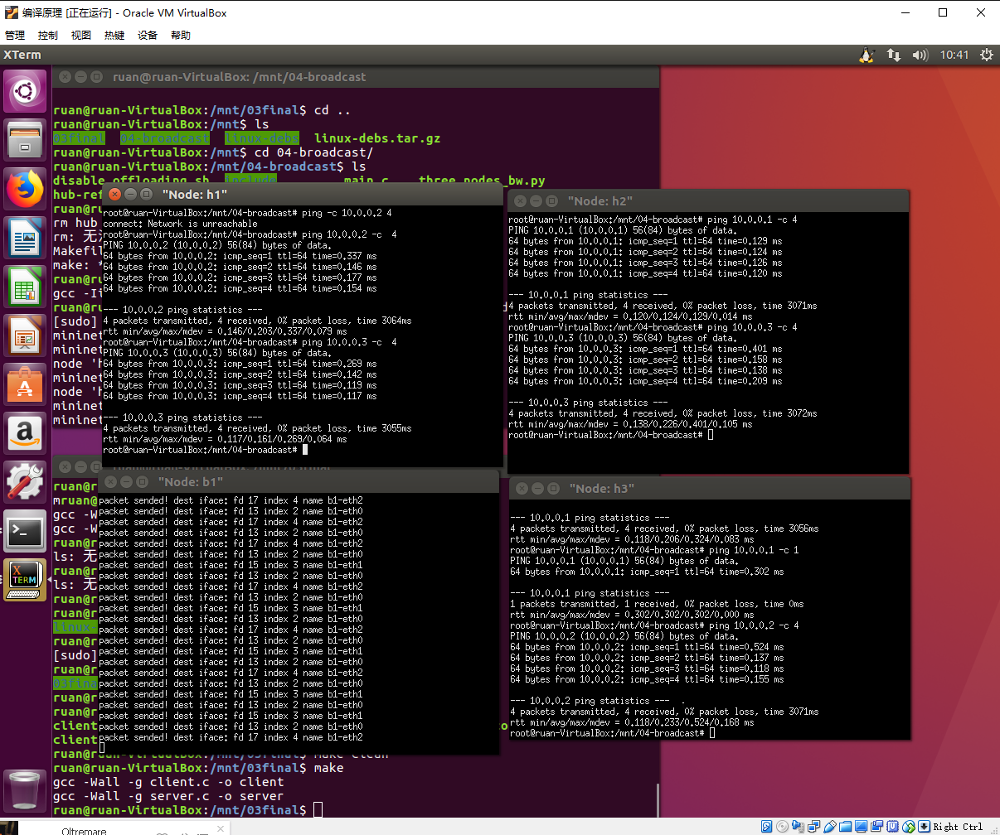 编译原理 [正在运行] - Oracle VM VirtualBox
管理 控制 视图 热键 设备 帮助
XTerm 10:41
ruan@ruan-VirtualBox: /mnt/04-broadcast
ruan@ruan-VirtualBox:/mnt/03final$ cd ..
ruan@ruan-VirtualBox:/mnt$ ls
03final 04-broadcast linux-debs linux-debs.tar.gz
ruan@ruan-VirtualBox:/mnt$ cd 04-broadcast/
ruan@ruan-VirtualBox:/mnt/04-broadcast$ ls
disable_offloading.sh include main.c three_nodes_bw.py
hub-ref
ruan@
rm hub
rm:
Makefil
make: *
ruan@r
gcc -Ii
ruan@r
[sudo]
mininet
mininet
node 'h
mininet
node 'h
mininet
mininet
"Node: h1"
root@ruan-VirtualBox:/mnt/04-broadcast# ping -c 10.0.0.2 4
connect: Network is unreachable
root@ruan-VirtualBox:/mnt/04-broadcast# ping 10.0.0.2 -c  4
PING 10.0.0.2 (10.0.0.2) 56(84) bytes of data.
64 bytes from 10.0.0.2: icmp_seq=1 ttl=64 time=0.337 ms
64 bytes from 10.0.0.2: icmp_seq=2 ttl=64 time=0.146 ms
64 bytes from 10.0.0.2: icmp_seq=3 ttl=64 time=0.177 ms
64 bytes from 10.0.0.2: icmp_seq=4 ttl=64 time=0.154 ms
--- 10.0.0.2 ping statistics ---
4 packets transmitted, 4 received, 0% packet loss, time 3064ms
rtt min/avg/max/mdev = 0.146/0.203/0.337/0.079 ms
root@ruan-VirtualBox:/mnt/04-broadcast# ping 10.0.0.3 -c  4
PING 10.0.0.3 (10.0.0.3) 56(84) bytes of data.
64 bytes from 10.0.0.3: icmp_seq=1 ttl=64 time=0.269 ms
64 bytes from 10.0.0.3: icmp_seq=2 ttl=64 time=0.142 ms
64 bytes from 10.0.0.3: icmp_seq=3 ttl=64 time=0.119 ms
64 bytes from 10.0.0.3: icmp_seq=4 ttl=64 time=0.117 ms
--- 10.0.0.3 ping statistics ---
4 packets transmitted, 4 received, 0% packet loss, time 3055ms
rtt min/avg/max/mdev = 0.117/0.161/0.269/0.064 ms
root@ruan-VirtualBox:/mnt/04-broadcast#
"Node: h2"
root@ruan-VirtualBox:/mnt/04-broadcast# ping 10.0.0.1 -c 4
PING 10.0.0.1 (10.0.0.1) 56(84) bytes of data.
64 bytes from 10.0.0.1: icmp_seq=1 ttl=64 time=0.129 ms
64 bytes from 10.0.0.1: icmp_seq=2 ttl=64 time=0.124 ms
64 bytes from 10.0.0.1: icmp_seq=3 ttl=64 time=0.126 ms
64 bytes from 10.0.0.1: icmp_seq=4 ttl=64 time=0.120 ms
--- 10.0.0.1 ping statistics ---
4 packets transmitted, 4 received, 0% packet loss, time 3071ms
rtt min/avg/max/mdev = 0.120/0.124/0.129/0.014 ms
root@ruan-VirtualBox:/mnt/04-broadcast# ping 10.0.0.3 -c 4
PING 10.0.0.3 (10.0.0.3) 56(84) bytes of data.
64 bytes from 10.0.0.3: icmp_seq=1 ttl=64 time=0.401 ms
64 bytes from 10.0.0.3: icmp_seq=2 ttl=64 time=0.158 ms
64 bytes from 10.0.0.3: icmp_seq=3 ttl=64 time=0.138 ms
64 bytes from 10.0.0.3: icmp_seq=4 ttl=64 time=0.209 ms
--- 10.0.0.3 ping statistics ---
4 packets transmitted, 4 received, 0% packet loss, time 3072ms
rtt min/avg/max/mdev = 0.138/0.226/0.401/0.105 ms
root@ruan-VirtualBox:/mnt/04-broadcast#
"Node: b1"
packet sended! dest iface: fd 17 index 4 name b1-eth2
packet sended! dest iface: fd 13 index 2 name b1-eth0
packet sended! dest iface: fd 17 index 4 name b1-eth2
packet sended! dest iface: fd 13 index 2 name b1-eth0
packet sended! dest iface: fd 17 index 4 name b1-eth2
packet sended! dest iface: fd 13 index 2 name b1-eth0
packet sended! dest iface: fd 15 index 3 name b1-eth1
packet sended! dest iface: fd 13 index 2 name b1-eth0
packet sended! dest iface: fd 17 index 4 name b1-eth2
packet sended! dest iface: fd 13 index 2 name b1-eth0
packet sended! dest iface: fd 15 index 3 name b1-eth1
packet sended! dest iface: fd 13 index 2 name b1-eth0
packet sended! dest iface: fd 17 index 4 name b1-eth2
packet sended! dest iface: fd 13 index 2 name b1-eth0
packet sended! dest iface: fd 15 index 3 name b1-eth1
packet sended! dest iface: fd 13 index 2 name b1-eth0
packet sended! dest iface: fd 17 index 4 name b1-eth2
packet sended! dest iface: fd 13 index 2 name b1-eth0
packet sended! dest iface: fd 15 index 3 name b1-eth1
packet sended! dest iface: fd 13 index 2 name b1-eth0
packet sended! dest iface: fd 15 index 3 name b1-eth1
packet sended! dest iface: fd 13 index 2 name b1-eth0
packet sended! dest iface: fd 17 index 4 name b1-eth2
"Node: h3"
--- 10.0.0.1 ping statistics ---
4 packets transmitted, 4 received, 0% packet loss, time 3056ms
rtt min/avg/max/mdev = 0.118/0.206/0.324/0.083 ms
root@ruan-VirtualBox:/mnt/04-broadcast# ping 10.0.0.1 -c 1
PING 10.0.0.1 (10.0.0.1) 56(84) bytes of data.
64 bytes from 10.0.0.1: icmp_seq=1 ttl=64 time=0.302 ms
--- 10.0.0.1 ping statistics ---
1 packets transmitted, 1 received, 0% packet loss, time 0ms
rtt min/avg/max/mdev = 0.302/0.302/0.302/0.000 ms
root@ruan-VirtualBox:/mnt/04-broadcast# ping 10.0.0.2 -c 4
PING 10.0.0.2 (10.0.0.2) 56(84) bytes of data.
64 bytes from 10.0.0.2: icmp_seq=1 ttl=64 time=0.524 ms
64 bytes from 10.0.0.2: icmp_seq=2 ttl=64 time=0.137 ms
64 bytes from 10.0.0.2: icmp_seq=3 ttl=64 time=0.118 ms
64 bytes from 10.0.0.2: icmp_seq=4 ttl=64 time=0.155 ms
--- 10.0.0.2 ping statistics ---
4 packets transmitted, 4 received, 0% packet loss, time 3071ms
rtt min/avg/max/mdev = 0.118/0.233/0.524/0.168 ms
root@ruan-VirtualBox:/mnt/04-broadcast#
ruan@r
mruan@
gcc -W
gcc -W
ruan@r
ls: 无
ruan@r
ls: 无
ruan@r
ruan@r
linux-
ruan@r
[sudo]
ruan@r
03fina
ruan@r
ruan@r
client
client
ruan@ruan-VirtualBox:/mnt/03final$ make clean
ruan@ruan-VirtualBox:/mnt/03final$ make
gcc -Wall -g client.c -o client
gcc -Wall -g server.c -o server
ruan@ruan-VirtualBox:/mnt/03final$
X TERM
Oltremare
Right Ctrl